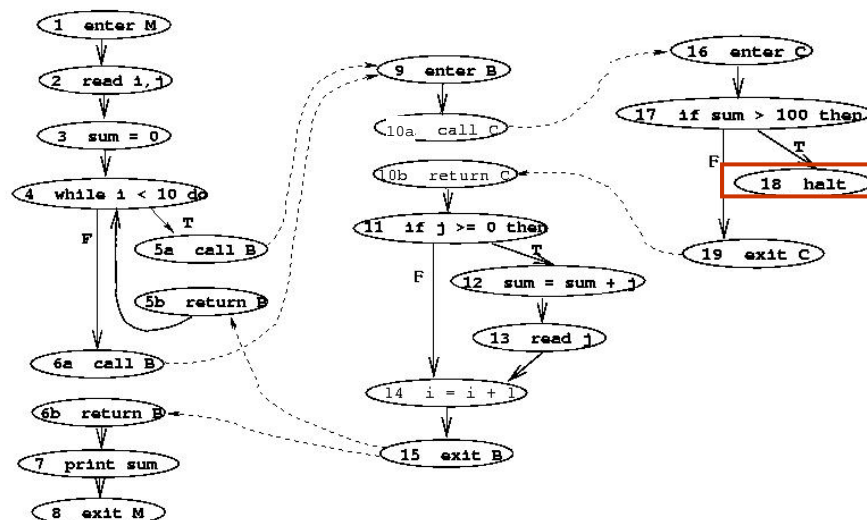 1 enter M
2 read i,j
3 sum = 0
4 while i < 10 do
T
F
5a call B
5b return B
6a call B
6b return B
7 print sum
8 exit M
9 enter B
10a call C
10b return C
11 if j >= 0 then
T
F
12 sum = sum + j
13 read j
14 i = i + 1
15 exit B
16 enter C
17 if sum > 100 then
T
F
18 halt
19 exit C